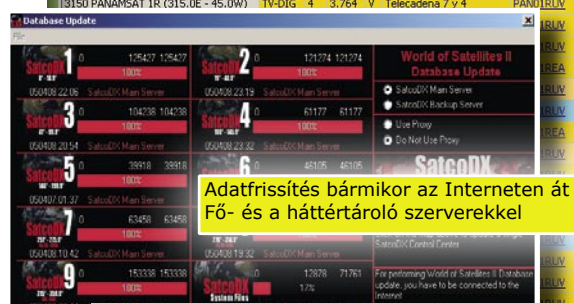 3150 PANAMSAT 1R (315.0E - 45.0W) TV-DIG 4 3.764 V Telecadena 7 y 4 PAN01RUV
Database Update
SatcoDX 1 0 125427 125427
100%
050408 22:06 SatcoDX Main Server
SatcoDX 2 0 121274 121274
100%
050408 23:19 SatcoDX Main Server
SatcoDX 3 0 104238 104238
100%
050408 20:54 SatcoDX Main Server
SatcoDX 4 0 61177 61177
100%
050408 23:32 SatcoDX Main Server
SatcoDX 5 0 39918 39918
100%
050407 01:37 SatcoDX Main Server
SatcoDX 6 0 46105 46105
SatcoDX 7 0 63458 63458
100%
050408 10:42 SatcoDX Main Server
100%
050408 19:32 SatcoDX Main Server
SatcoDX 9 0 153338 153338
100%
SatcoDX System Files 0 12878 71761
17%
World of Satellites II
Database Update
SatcoDX Main Server
SatcoDX Backup Server
Use Proxy
Do Not Use Proxy
SatcoDX
Adatfrissítés bármikor az Interneten át
Fő- és a háttértároló szerverekkel
SatcoDX Control Center
For performing World of Satellites II Database
update, you have to be connected to the
Internet